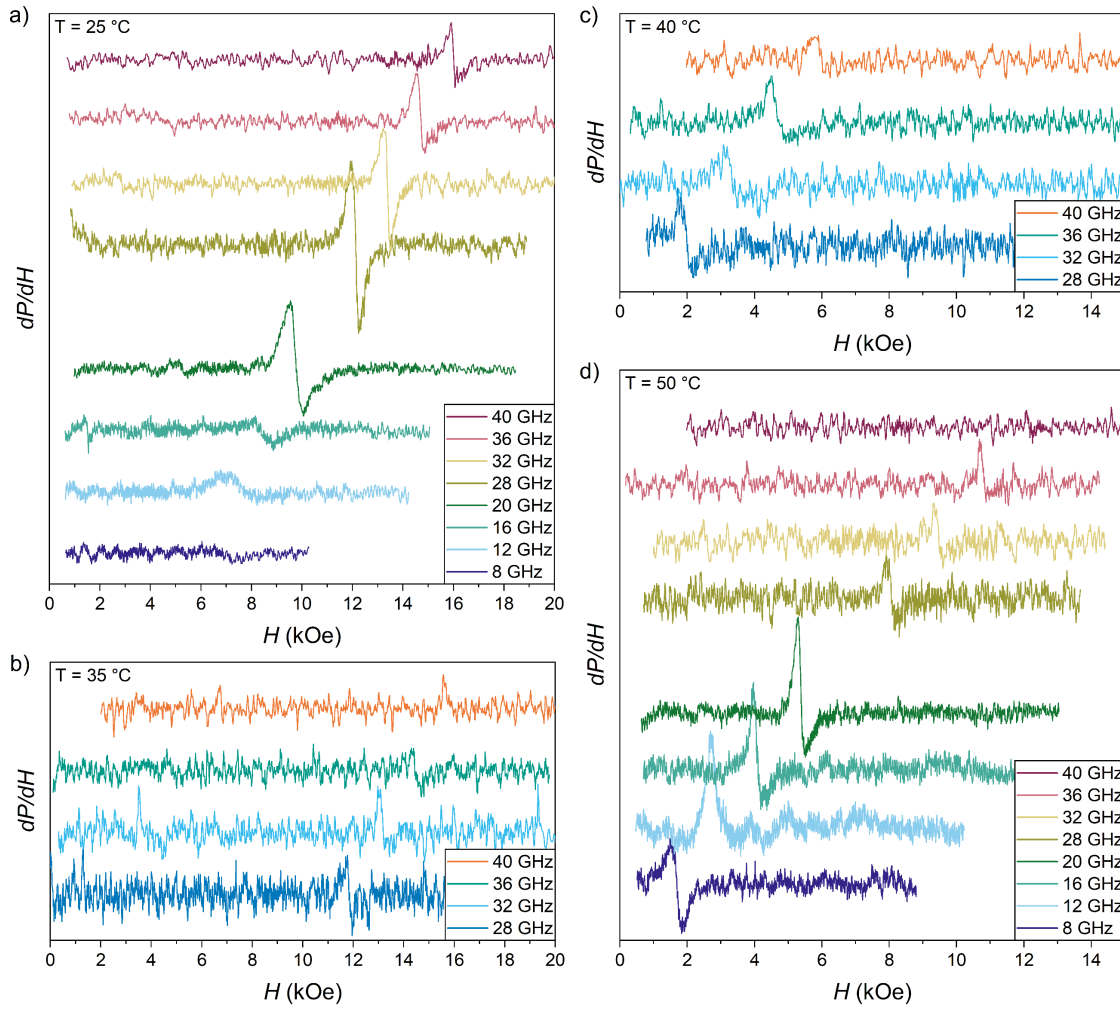 a)
T = 25 °C
dP/dH
40 GHz
36 GHz
32 GHz
28 GHz
20 GHz
16 GHz
12 GHz
8 GHz
0 2 4 6 8 10 12 14 16 18 20
H (kOe)
b)
T = 35 °C
dP/dH
40 GHz
36 GHz
32 GHz
28 GHz
0 2 4 6 8 10 12 14 16 18 20
H (kOe)
c)
T = 40 °C
dP/dH
40 GHz
36 GHz
32 GHz
28 GHz
0 2 4 6 8 10 12 14
H (kOe)
d)
T = 50 °C
dP/dH
40 GHz
36 GHz
32 GHz
28 GHz
20 GHz
16 GHz
12 GHz
8 GHz
0 2 4 6 8 10 12 14
H (kOe)